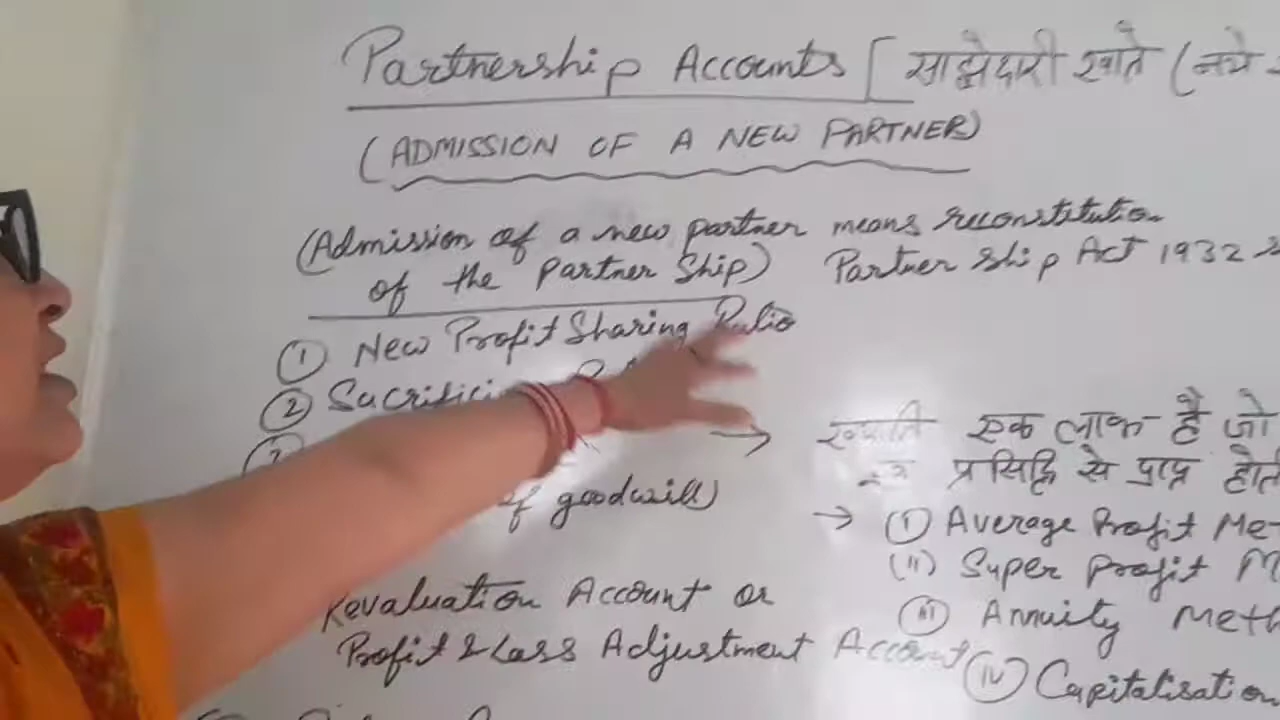 Partnership Accounts [ साझेदारी खाते (नये
(ADMISSION OF A NEW PARTNER)
(Admission of a new partner means reconstitution
of the Partner Ship) Partner Ship Act 1932
① New Profit Sharing Ratio
② Sacrifici
→ ख्याति एक लाभ है जो
प्रसिद्धि से प्राप्त होती
of goodwill)
→ (i) Average Profit Me
(ii) Super Profit M
(iii) Annuity Meth
(iv) Capitalisation
Revaluation Account or
Profit & Loss Adjustment Account